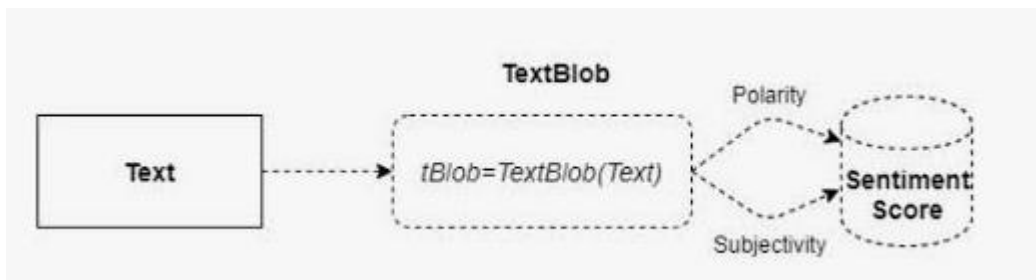 TextBlob
Polarity
Text
tBlob=TextBlob(Text)
Sentiment
Score
Subjectivity